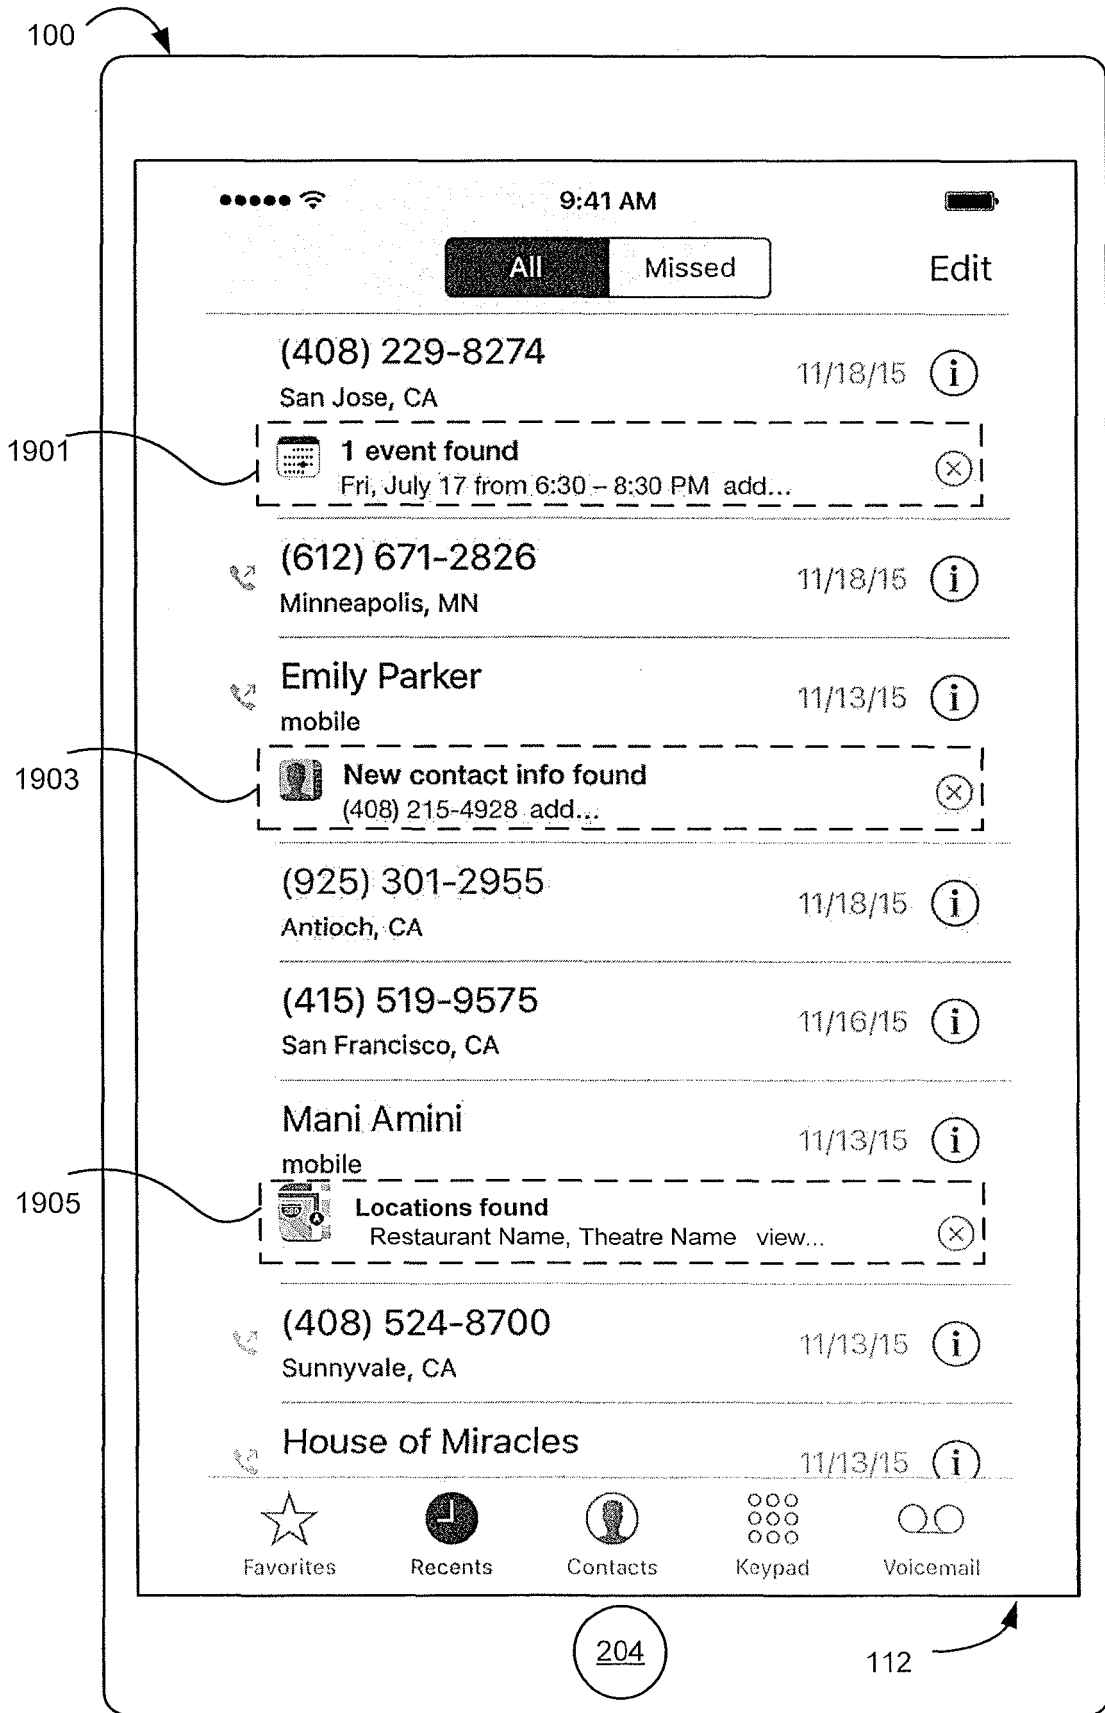 100
9:41 AM
All Missed Edit
(408) 229-8274
11/18/15 i
San Jose, CA
1901
1 event found
Fri, July 17 from 6:30 – 8:30 PM add...
(612) 671-2826
11/18/15 i
Minneapolis, MN
Emily Parker
11/13/15 i
mobile
1903
New contact info found
(408) 215-4928 add...
(925) 301-2955
11/18/15 i
Antioch, CA
(415) 519-9575
11/16/15 i
San Francisco, CA
Mani Amini
11/13/15 i
mobile
1905
280
Locations found
Restaurant Name, Theatre Name view...
(408) 524-8700
11/13/15 i
Sunnyvale, CA
House of Miracles
11/13/15 i
Favorites Recents Contacts Keypad Voicemail
204
112